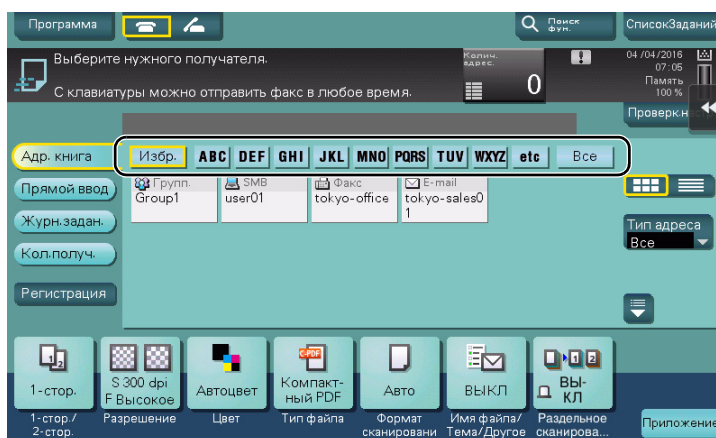 Программа
Поиск
фун.
СписокЗаданий
Выберите нужного получателя.
С клавиатуры можно отправить факс в любое время.
Колич.
адрес.
0
04/04/2016
07:05
Память
100 %
Проверк.н
Адр. книга
Избр. ABC DEF GHI JKL MNO PQRS TUV WXYZ etc Все
Прямой ввод
Журн.задан.
Кол.получ.
Регистрация
Групп.
Group1
SMB
user01
Факс
tokyo-office
E-mail
tokyo-sales0
1
Тип адреса
Все
1-стор.
S 300 dpi
F Высокое
Автоцвет
C-PDF
Компакт-
ный PDF
Авто
ВЫКЛ
ВЫ-
КЛ
1-стор./
2-стор.
Разрешение
Цвет
Тип файла
Формат
сканировани
Имя файла/
Тема/Другое
Раздельное
сканирова...
Приложение